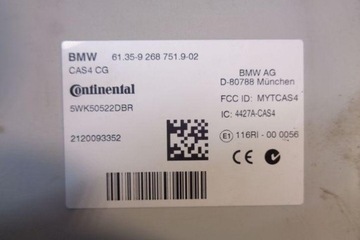 BMW 61.35-9 268 751.9-02
CAS4 CG
Continental
5WK50522DBR
2120093352
BMW AG
D-80788 München
FCC ID: MYTCAS4
IC: 4427A-CAS4
E1 116RI-00 0056